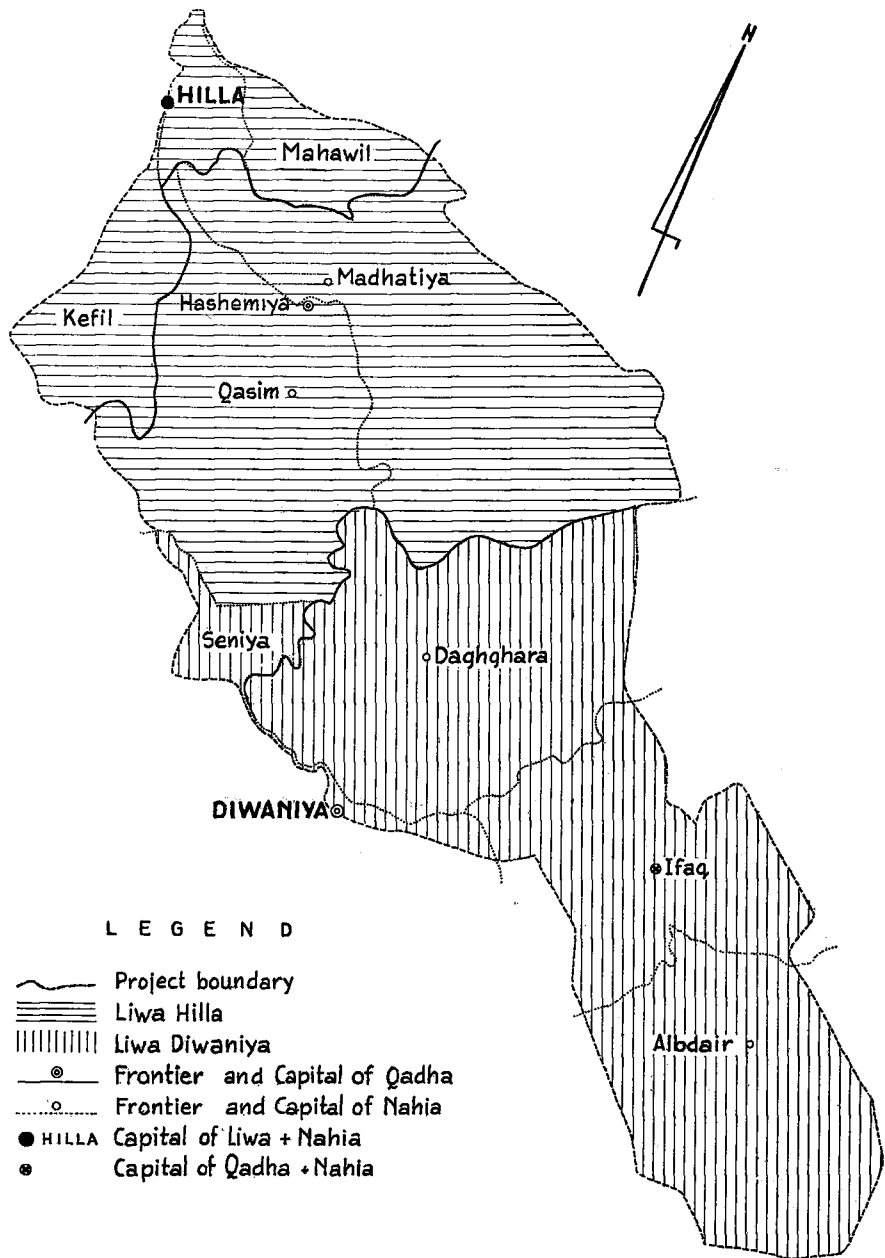 N
HILLA
Mahawil
Madhatiya
Hashemiya
Kefil
Qasim
Seniya
Daghghara
DIWANIYA
Ifaq
Albdair
L E G E N D
Project boundary
Liwa Hilla
Liwa Diwaniya
Frontier and Capital of Qadha
Frontier and Capital of Nahia
HILLA Capital of Liwa + Nahia
Capital of Qadha + Nahia